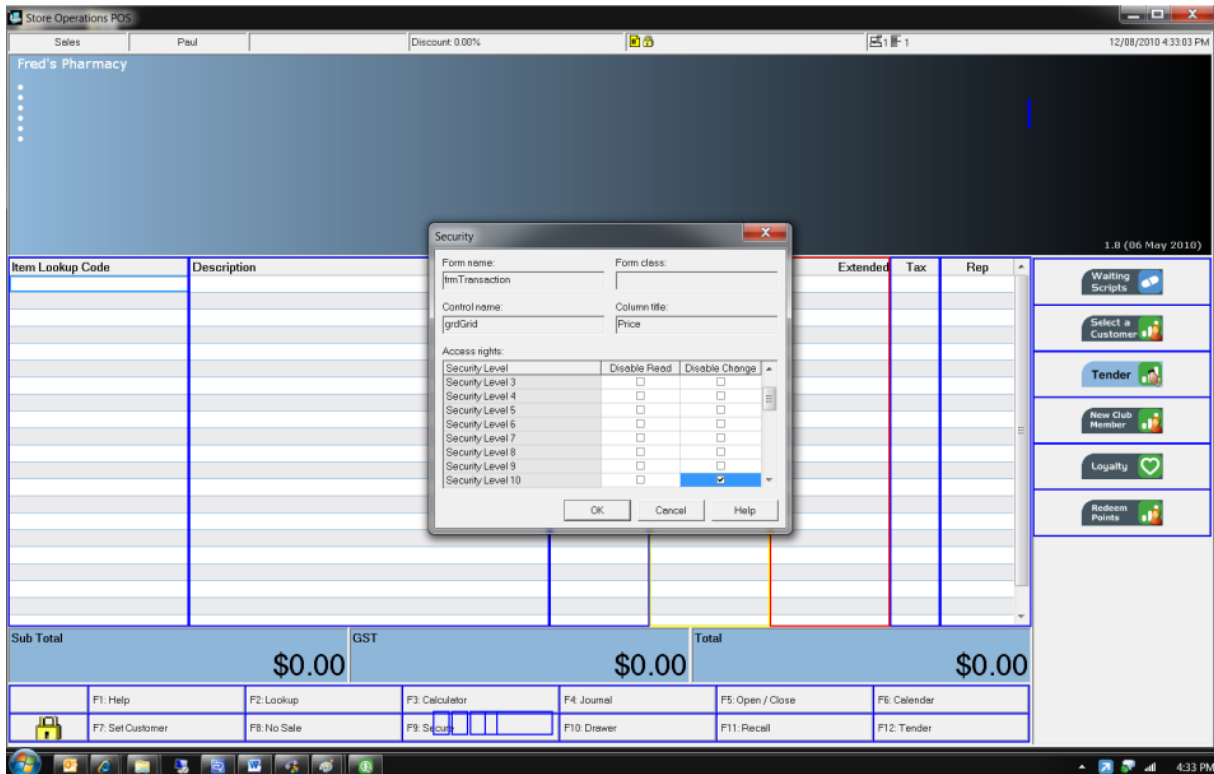 Store Operations POS
Sales Paul Discount: 0.00% 1 1 12/08/2010 4:33:03 PM
Fred's Pharmacy
1.8 (06 May 2010)
Item Lookup Code Description Extended Tax Rep
Security
Form name: Form class:
frmTransaction
Control name: Column title:
grdGrid Price
Access rights:
Security Level Disable Read Disable Change
Security Level 3
Security Level 4
Security Level 5
Security Level 6
Security Level 7
Security Level 8
Security Level 9
Security Level 10
OK Cancel Help
Waiting
Scripts
Select a
Customer
Tender
New Club
Member
Loyalty
Redeem
Points
Sub Total GST Total
$0.00 $0.00 $0.00
F1: Help F2: Lookup F3: Calculator F4: Journal F5: Open / Close F6: Calendar
F7: Set Customer F8: No Sale F9: Secure F10: Drawer F11: Recall F12: Tender
4:33 PM